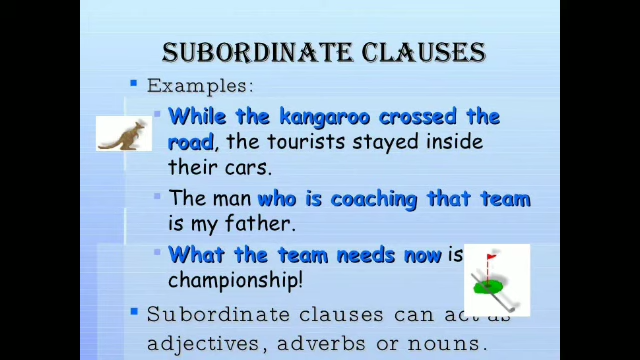 SUBORDINATE CLAUSES
Examples:
While the kangaroo crossed the
road, the tourists stayed inside
their cars.
The man who is coaching that team
is my father.
What the team needs now is
championship!
Subordinate clauses can act as
adjectives, adverbs or nouns.